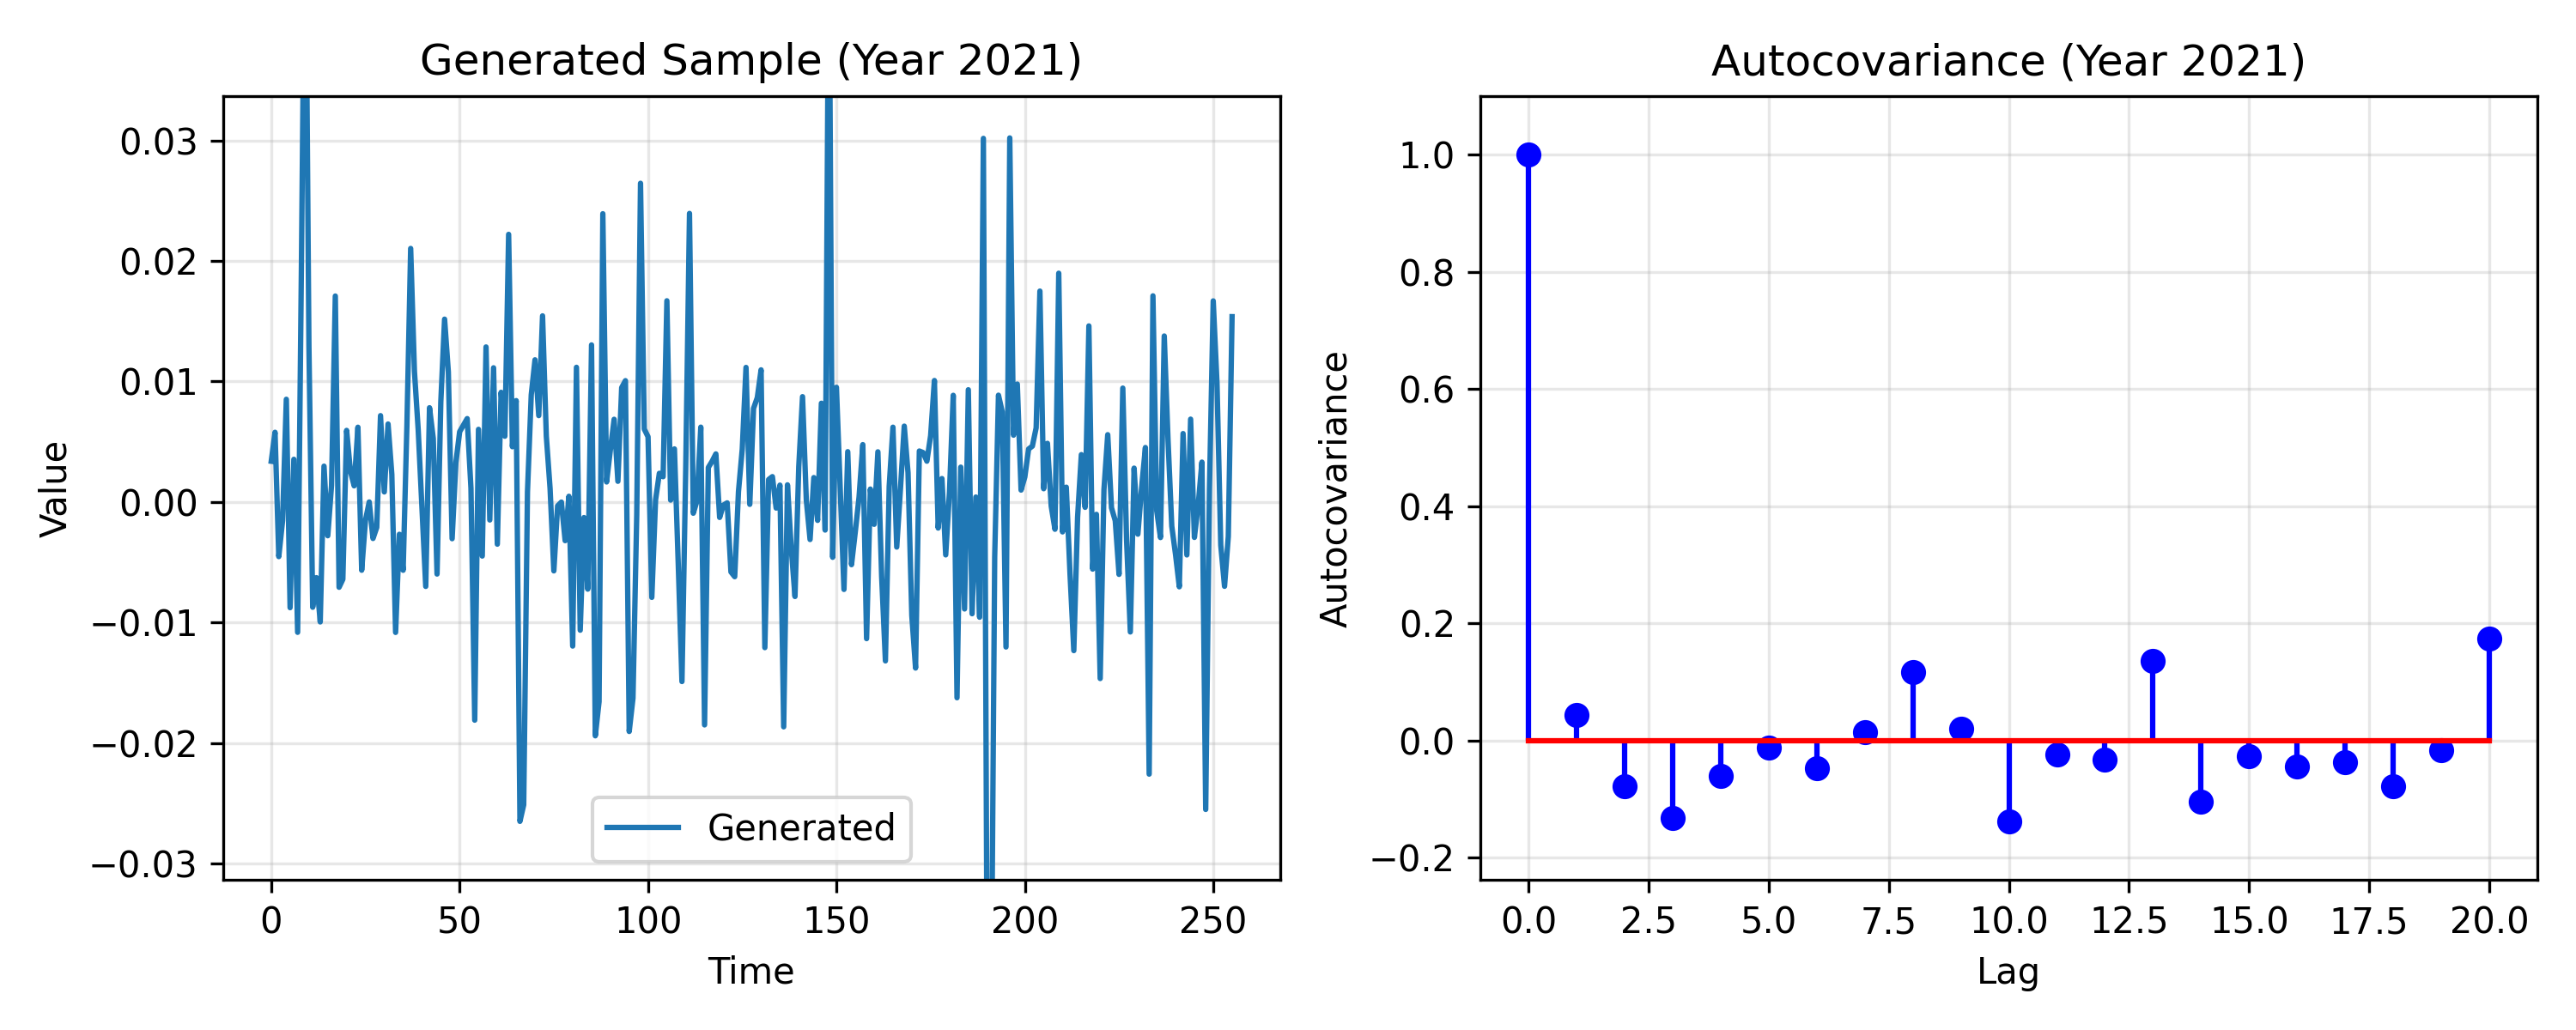 Generated Sample (Year 2021)
Value
0.03
0.02
0.01
0.00
−0.01
−0.02
−0.03
0 50 100 150 200 250
Time
Generated
Autocovariance (Year 2021)
Autocovariance
1.0
0.8
0.6
0.4
0.2
0.0
−0.2
0.0 2.5 5.0 7.5 10.0 12.5 15.0 17.5 20.0
Lag